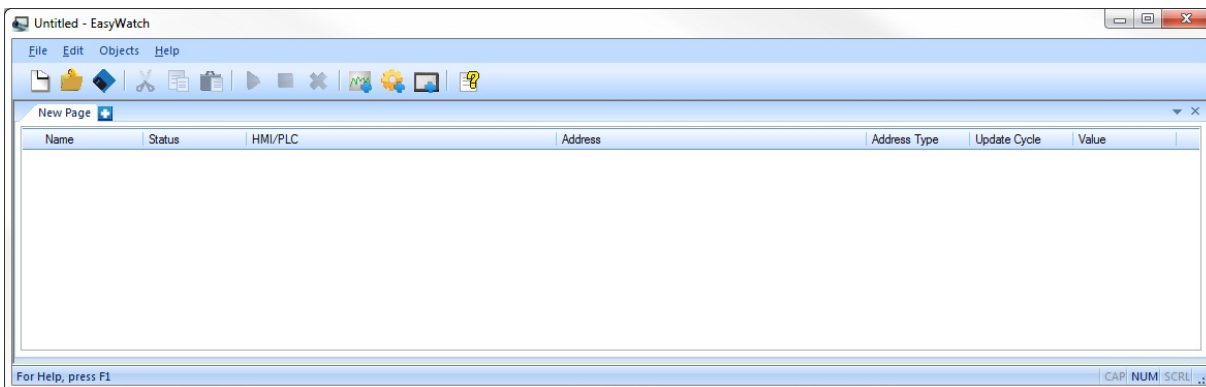 Untitled - EasyWatch
File Edit Objects Help
New Page
Name Status HMI/PLC Address Address Type Update Cycle Value
For Help, press F1 CAP NUM SCRL